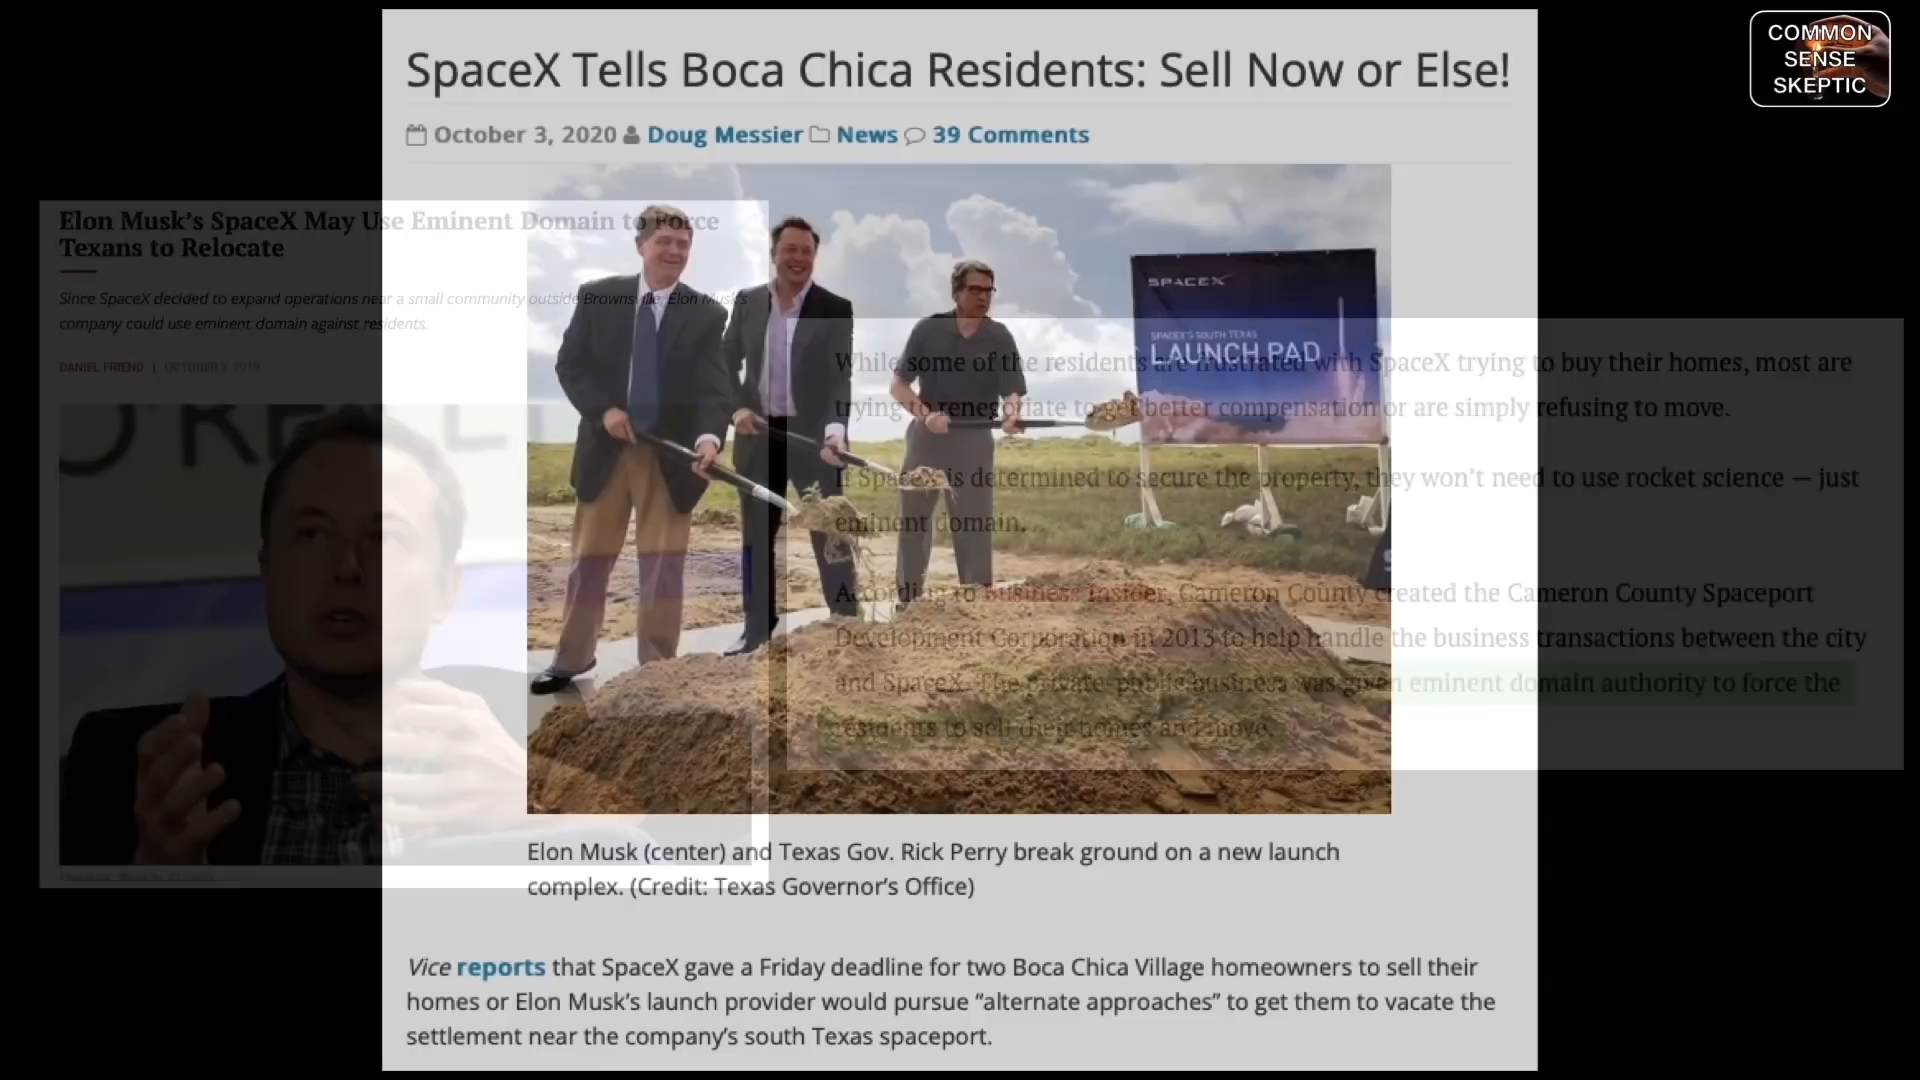 COMMON
SENSE
SKEPTIC
SpaceX Tells Boca Chica Residents: Sell Now or Else!
October 3, 2020 Doug Messier News 39 Comments
Elon Musk's SpaceX May Use Eminent Domain to Force
Texans to Relocate
Since SpaceX decided to expand operations near a small community outside Brownsville, Elon Musk's
company could use eminent domain against residents.
DANIEL FRIEND | OCTOBER
SPACEX
SPACEX'S SOUTH TEXAS
LAUNCH PAD
While some of the residents are frustrated with SpaceX trying to buy their homes, most are
trying to renegotiate to get better compensation or are simply refusing to move.
If SpaceX is determined to secure the property, they won't need to use rocket science — just
eminent domain.
According to Business Insider, Cameron County created the Cameron County Spaceport
Development Corporation in 2013 to help handle the business transactions between the city
and SpaceX. The private-public business was given eminent domain authority to force the
residents to sell their homes and move.
Elon Musk (center) and Texas Gov. Rick Perry break ground on a new launch
complex. (Credit: Texas Governor's Office)
Vice reports that SpaceX gave a Friday deadline for two Boca Chica Village homeowners to sell their
homes or Elon Musk's launch provider would pursue "alternate approaches" to get them to vacate the
settlement near the company's south Texas spaceport.